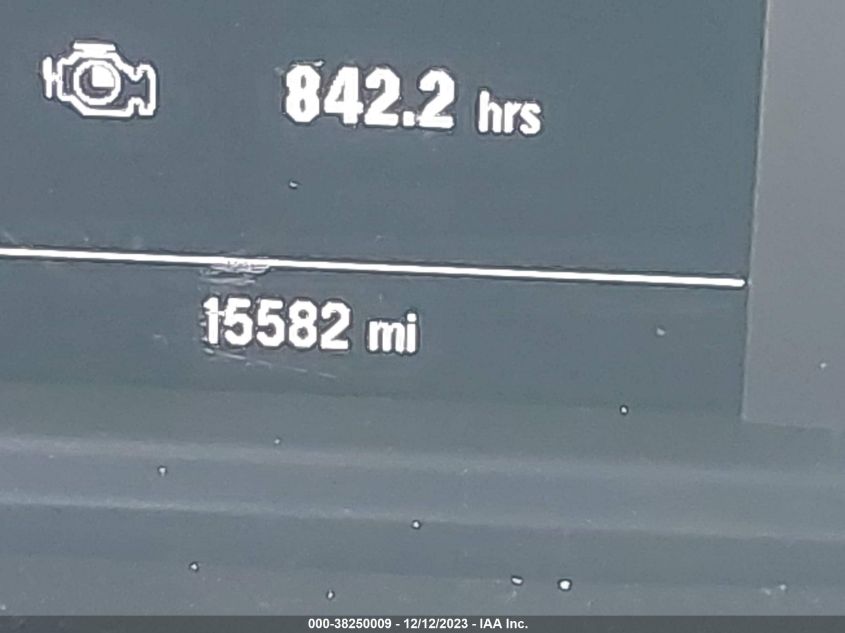 842.2 hrs
15582 mi
000-38250009 - 12/12/2023 - IAA Inc.